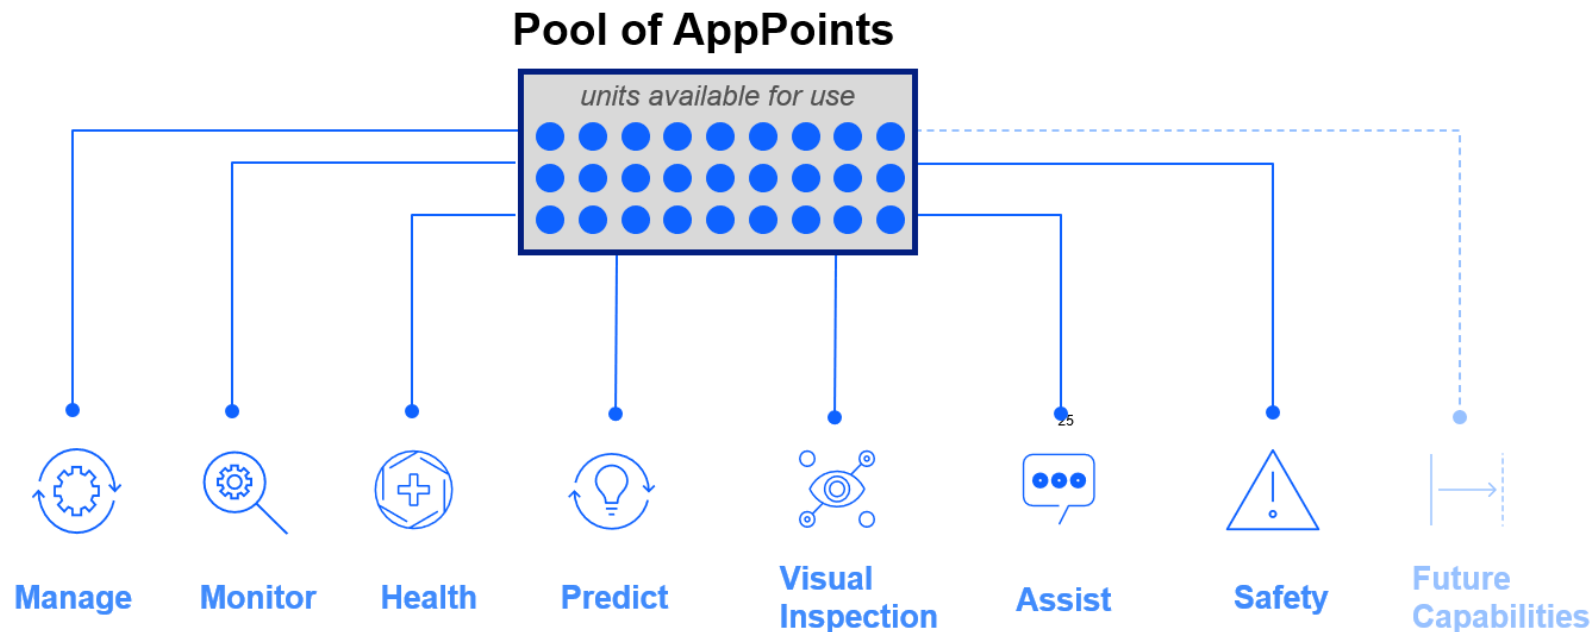 Pool of AppPoints
units available for use
25
Manage
Monitor
Health
Predict
Visual
Inspection
Assist
Safety
Future
Capabilities